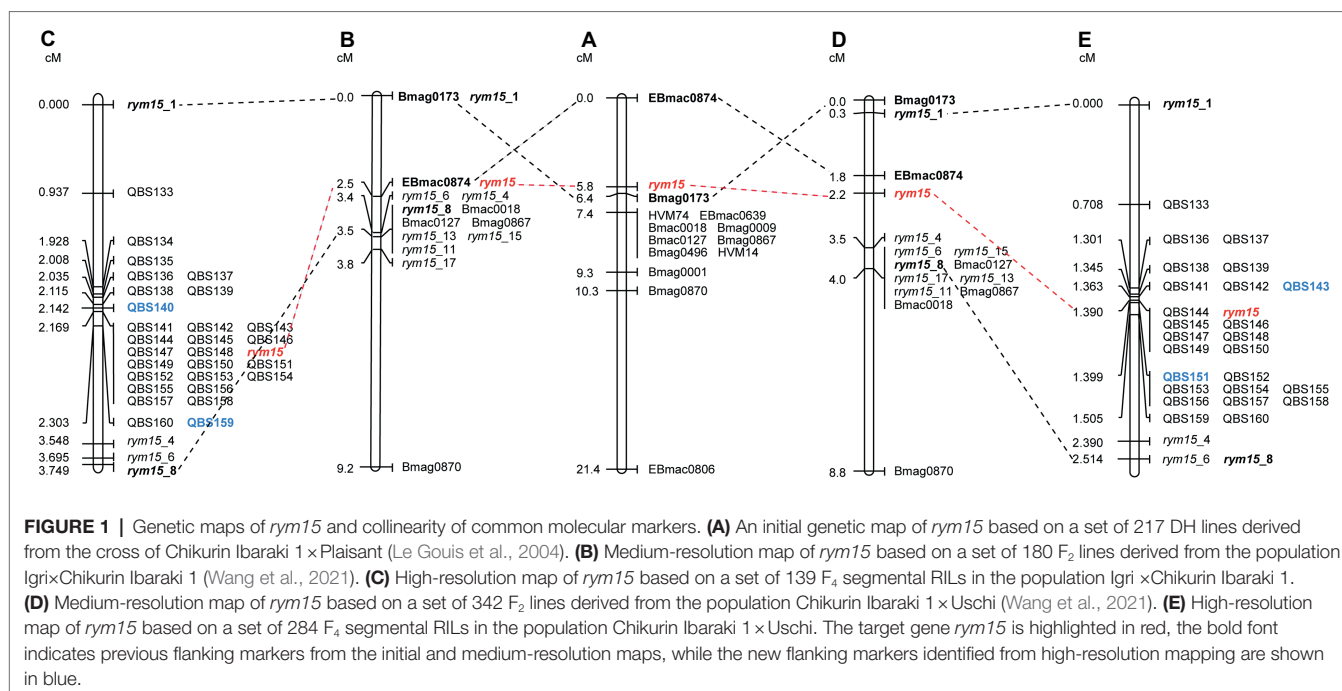 C
cM
0.000 rym15_1
0.937 QBS133
1.928 QBS134
2.008 QBS135
2.035 QBS136 QBS137
2.115 QBS138 QBS139
2.142 QBS140
2.169 QBS141 QBS142 QBS143
QBS144 QBS145 QBS146
QBS147 QBS148 rym15
QBS149 QBS150 QBS151
QBS152 QBS153 QBS154
QBS155 QBS156
QBS157 QBS158
2.303 QBS160 QBS159
3.548 rym15_4
3.695 rym15_6
3.749 rym15_8
B
cM
0.0 Bmag0173 rym15_1
2.5 EBmac0874 rym15
3.4 rym15_6 rym15_4
rym15_8 Bmac0018
Bmac0127 Bmag0867
3.5 rym15_13 rym15_15
rym15_11
3.8 rym15_17
9.2 Bmag0870
A
cM
0.0 EBmac0874
5.8 rym15
6.4 Bmag0173
7.4 HVM74 EBmac0639
Bmac0018 Bmag0009
Bmac0127 Bmag0867
Bmag0496 HVM14
9.3 Bmag0001
10.3 Bmag0870
21.4 EBmac0806
D
cM
0.0 Bmag0173
0.3 rym15_1
1.8 EBmac0874
2.2 rym15
3.5 rym15_4
rym15_6 rym15_15
rym15_8 Bmac0127
4.0 rym15_17 rym15_13
rrym15_11 Bmag0867
Bmac0018
8.8 Bmag0870
E
cM
0.000 rym15_1
0.708 QBS133
1.301 QBS136 QBS137
1.345 QBS138 QBS139
1.363 QBS141 QBS142 QBS143
1.390 QBS144 rym15
QBS145 QBS146
QBS147 QBS148
QBS149 QBS150
1.399 QBS151 QBS152
QBS153 QBS154 QBS155
QBS156 QBS157 QBS158
1.505 QBS159 QBS160
2.390 rym15_4
2.514 rym15_6 rym15_8
FIGURE 1 | Genetic maps of rym15 and collinearity of common molecular markers. (A) An initial genetic map of rym15 based on a set of 217 DH lines derived
from the cross of Chikurin Ibaraki 1 × Plaisant (Le Gouis et al., 2004). (B) Medium-resolution map of rym15 based on a set of 180 F2 lines derived from the population
Igri×Chikurin Ibaraki 1 (Wang et al., 2021). (C) High-resolution map of rym15 based on a set of 139 F4 segmental RILs in the population Igri ×Chikurin Ibaraki 1.
(D) Medium-resolution map of rym15 based on a set of 342 F2 lines derived from the population Chikurin Ibaraki 1 × Uschi (Wang et al., 2021). (E) High-resolution
map of rym15 based on a set of 284 F4 segmental RILs in the population Chikurin Ibaraki 1 × Uschi. The target gene rym15 is highlighted in red, the bold font
indicates previous flanking markers from the initial and medium-resolution maps, while the new flanking markers identified from high-resolution mapping are shown
in blue.